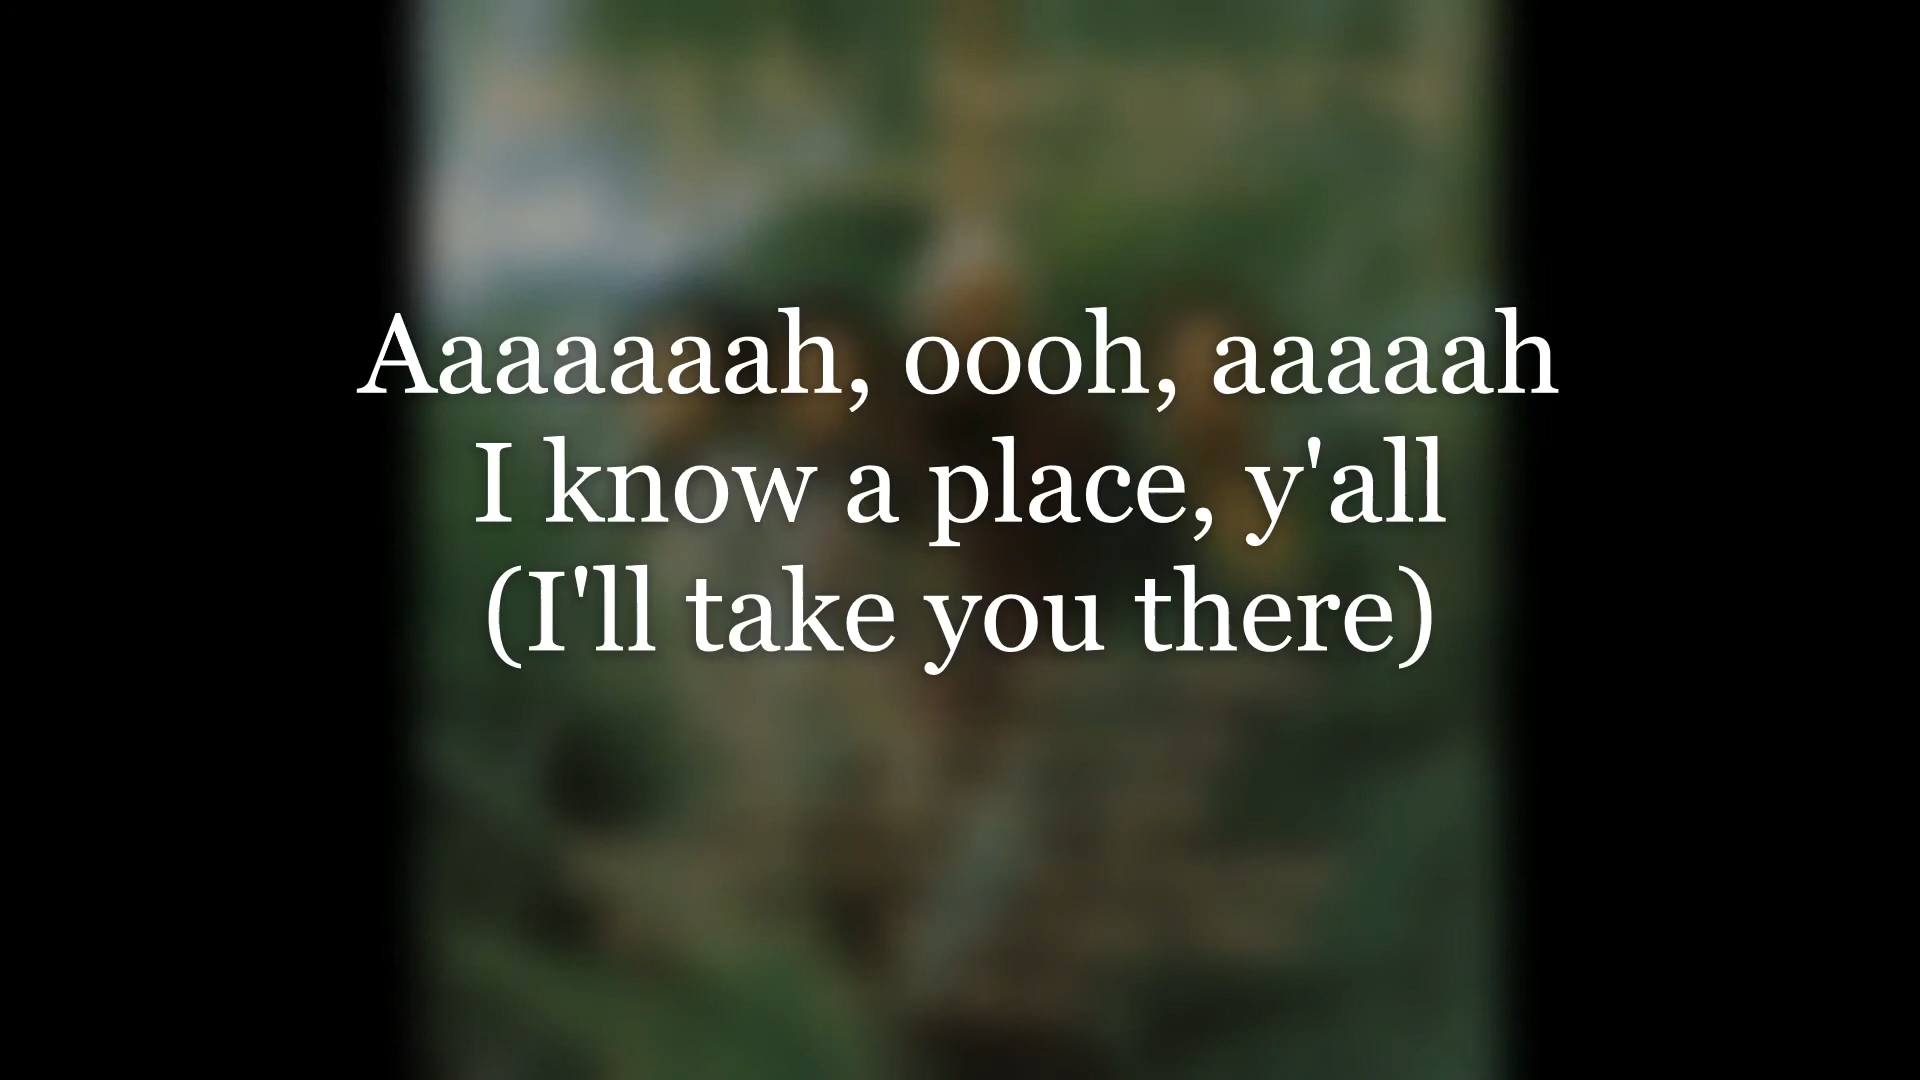 Aaaaaaah, oooh, aaaaah
I know a place, y'all
(I'll take you there)